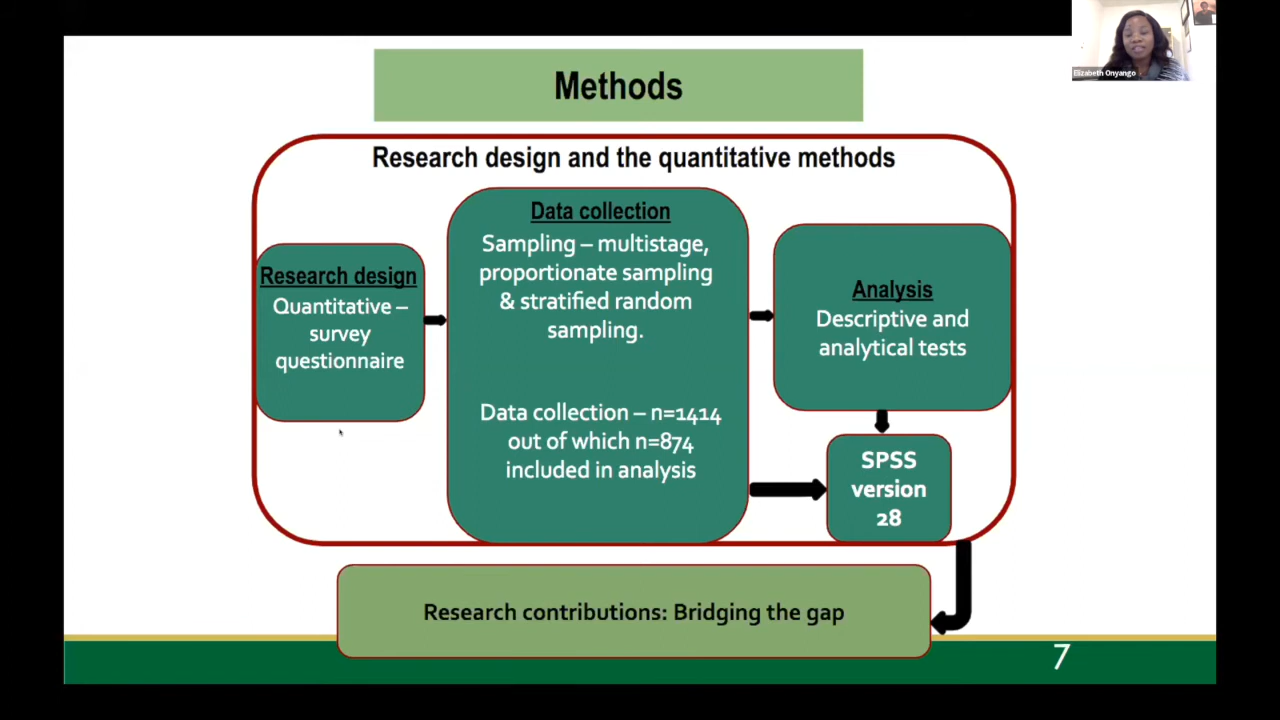 Elizabeth Onyango
Methods
Research design and the quantitative methods
Research design
Quantitative –
survey
questionnaire
Data collection
Sampling – multistage,
proportionate sampling
& stratified random
sampling.
Data collection – n=1414
out of which n=874
included in analysis
Analysis
Descriptive and
analytical tests
SPSS
version
28
Research contributions: Bridging the gap
7